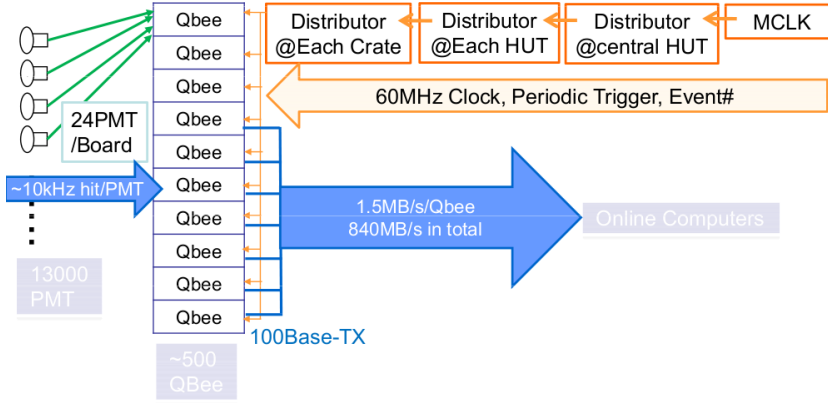 Qbee
Qbee
Qbee
Qbee
Qbee
Qbee
Qbee
Qbee
Qbee
Qbee
Distributor
@Each Crate
Distributor
@Each HUT
Distributor
@central HUT
MCLK
60MHz Clock, Periodic Trigger, Event#
24PMT
/Board
~10kHz hit/PMT
1.5MB/s/Qbee
840MB/s in total
Online Computers
13000
PMT
100Base-TX
~500
QBee